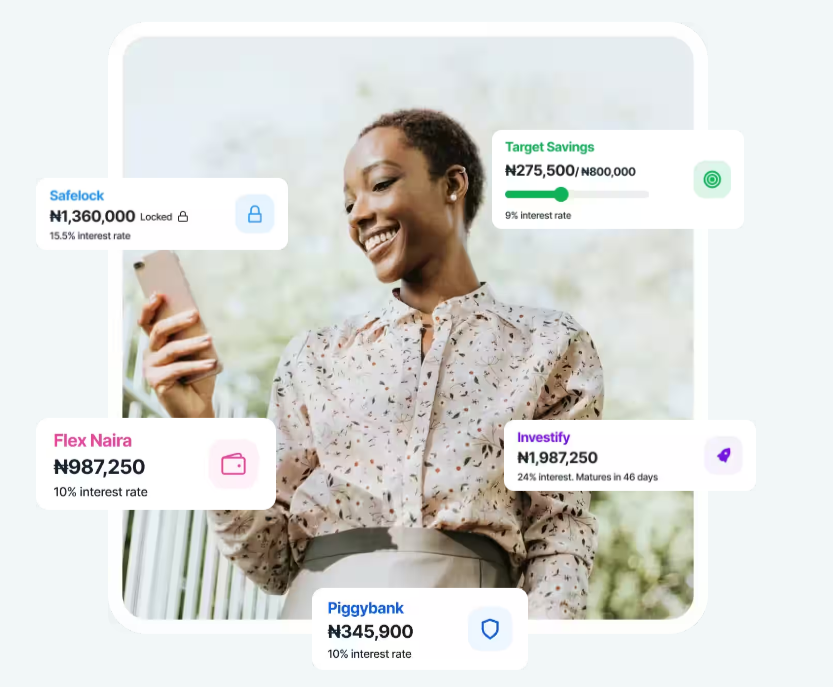 Target Savings
₦275,500/ ₦800,000
9% interest rate
Safelock
₦1,360,000 Locked
15.5% interest rate
Flex Naira
₦987,250
10% interest rate
Investify
₦1,987,250
24% interest. Matures in 46 days
Piggybank
₦345,900
10% interest rate